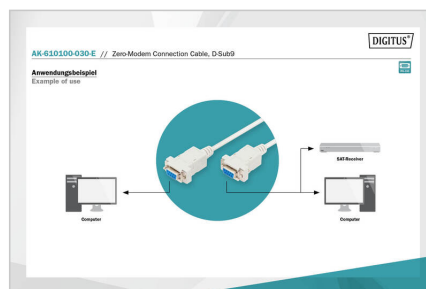 DIGITUS®
AK-610100-030-E // Zero-Modem Connection Cable, D-Sub9
Anwendungsbeispiel
Example of use
SAT-Receiver
Computer
Computer